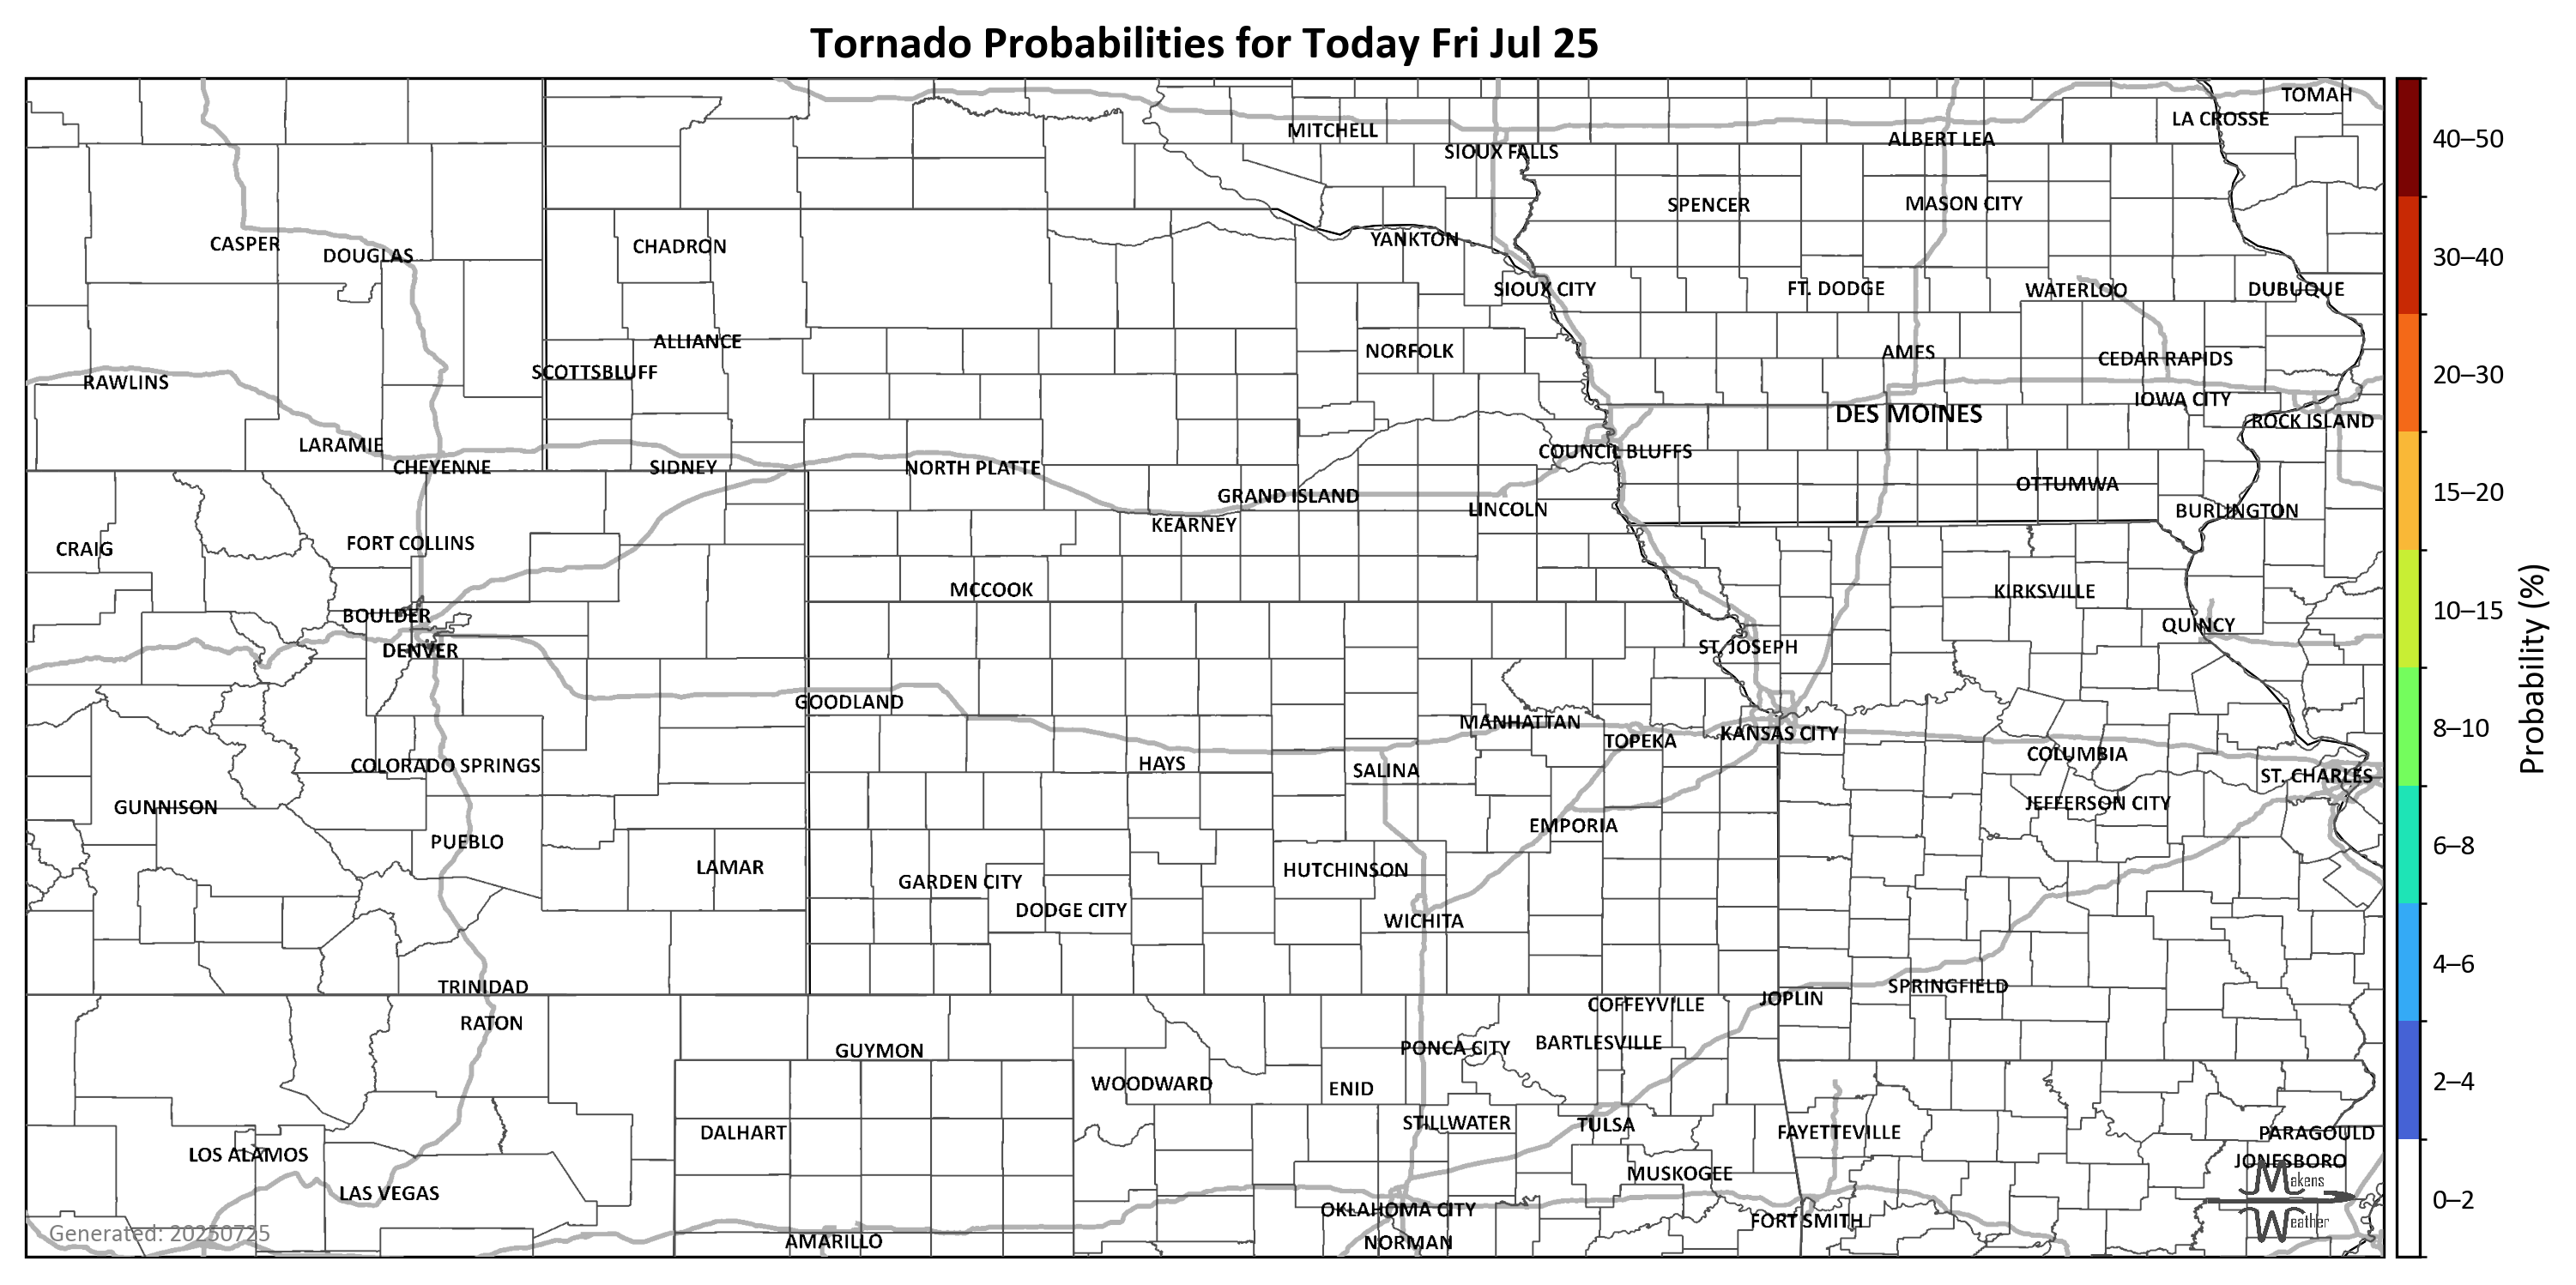 Tornado Probabilities for Today Fri Jul 25
TOMAH
LA CROSSE
MITCHELL
ALBERT LEA
SIOUX FALLS
SPENCER
MASON CITY
YANKTON
CASPER
CHADRON
DOUGLAS
SIOUX CITY
FT. DODGE
WATERLOO
DUBUQUE
ALLIANCE
NORFOLK
AMES
CEDAR RAPIDS
SCOTTSBLUFF
RAWLINS
IOWA CITY
DES MOINES
ROCK ISLAND
LARAMIE
COUNCIL BLUFFS
CHEYENNE
SIDNEY
NORTH PLATTE
OTTUMWA
GRAND ISLAND
LINCOLN
BURLINGTON
KEARNEY
CRAIG
FORT COLLINS
MCCOOK
KIRKSVILLE
BOULDER
QUINCY
DENVER
ST. JOSEPH
GOODLAND
MANHATTAN
TOPEKA
KANSAS CITY
COLUMBIA
COLORADO SPRINGS
HAYS
SALINA
ST. CHARLES
GUNNISON
JEFFERSON CITY
EMPORIA
PUEBLO
LAMAR
HUTCHINSON
GARDEN CITY
DODGE CITY
WICHITA
TRINIDAD
SPRINGFIELD
JOPLIN
COFFEYVILLE
RATON
BARTLESVILLE
GUYMON
PONCA CITY
WOODWARD
ENID
STILLWATER
TULSA
DALHART
FAYETTEVILLE
PARAGOULD
LOS ALAMOS
JONESBORO
MUSKOGEE
LAS VEGAS
OKLAHOMA CITY
FORT SMITH
AMARILLO
NORMAN
Generated: 20250725
Makens
Weather
40–50
30–40
20–30
15–20
10–15
8–10
6–8
4–6
2–4
0–2
Probability (%)